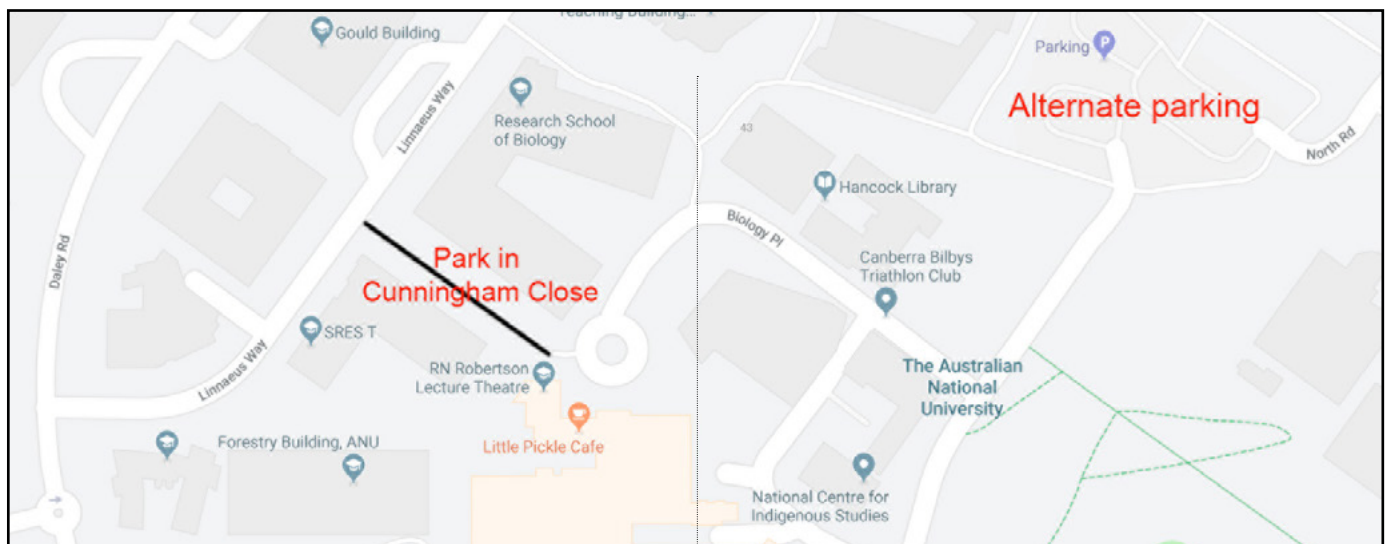 Teaching Building...
Gould Building
Parking
P
Alternate parking
Linnaeus Way
Research School
of Biology
43
North Rd
Hancock Library
Biology Pl
Daley Rd
Park in
Cunningham Close
Canberra Bilbys
Triathlon Club
SRES T
Linnaeus Way
RN Robertson
Lecture Theatre
The Australian
National
University
Little Pickle Cafe
Forestry Building, ANU
National Centre for
Indigenous Studies